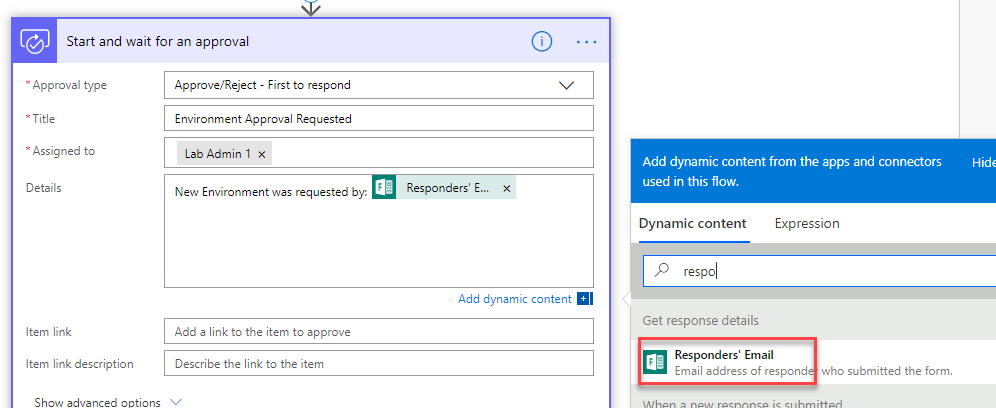 Start and wait for an approval
* Approval type
Approve/Reject - First to respond
* Title
Environment Approval Requested
* Assigned to
Lab Admin 1 ×
Details
New Environment was requested by: Responders' E... ×
Add dynamic content
Item link
Add a link to the item to approve
Item link description
Describe the link to the item
Show advanced options
Add dynamic content from the apps and connectors
used in this flow.
Hide
Dynamic content
Expression
respo
Get response details
Responders' Email
Email address of responder who submitted the form.
When a new response is submitted